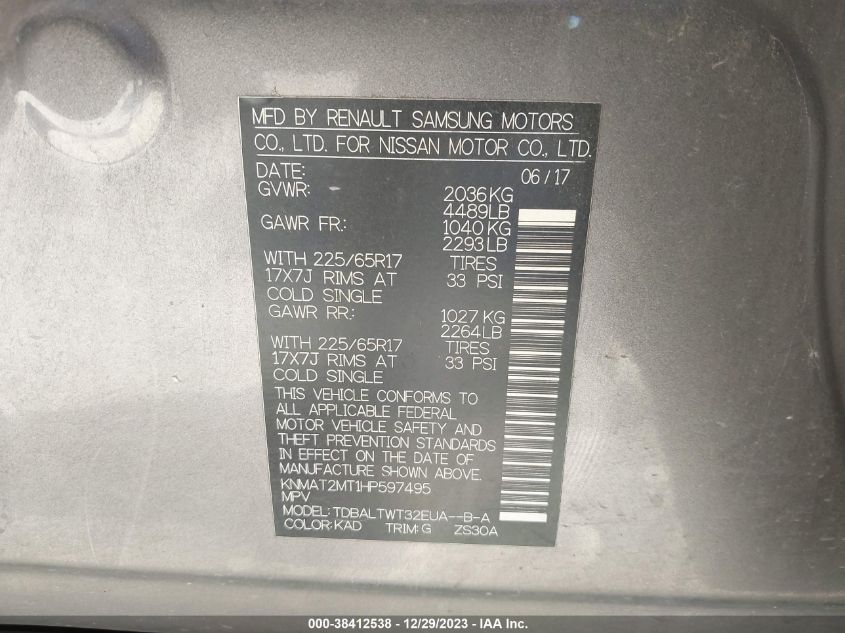 MFD BY RENAULT SAMSUNG MOTORS
CO., LTD. FOR NISSAN MOTOR CO., LTD.
DATE: 06/17
GVWR: 2036KG
4489LB
GAWR FR.: 1040KG
2293LB
WITH 225/65R17 TIRES
17X7J RIMS AT 33 PSI
COLD SINGLE
GAWR RR.: 1027KG
2264LB
WITH 225/65R17 TIRES
17X7J RIMS AT 33 PSI
COLD SINGLE
THIS VEHICLE CONFORMS TO
ALL APPLICABLE FEDERAL
MOTOR VEHICLE SAFETY AND
THEFT PREVENTION STANDARDS
IN EFFECT ON THE DATE OF
MANUFACTURE SHOWN ABOVE.
KNMAT2MT1HP597495
MPV
MODEL: TDBALTWT32EUA--B-A
COLOR: KAD TRIM: G ZS30A
000-38412538 - 12/29/2023 - IAA Inc.